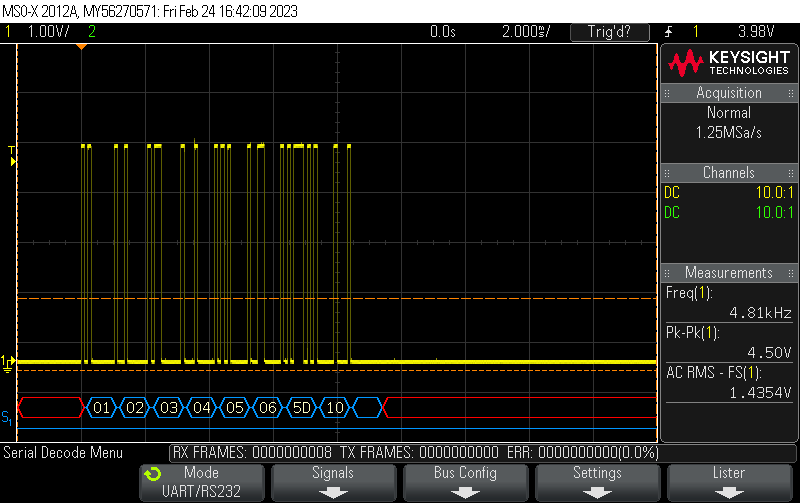 MSO-X 2012A, MY56270571: Fri Feb 24 16:42:09 2023
1 1.00V/ 2 0.0s 2.000s/ Trig'd? 1 3.98V
KEYSIGHT
TECHNOLOGIES
Acquisition
Normal
1.25MSa/s
Channels
DC 10.0:1
DC 10.0:1
Measurements
Freq(1):
4.81kHz
Pk-Pk(1):
4.50V
AC RMS - FS(1):
1.4354V
T
1
01 02 03 04 05 06 5D 10
S1
Serial Decode Menu
RX FRAMES: 0000000008 TX FRAMES: 0000000000 ERR: 0000000000(0.0%)
Mode
UART/RS232
Signals
Bus Config
Settings
Lister